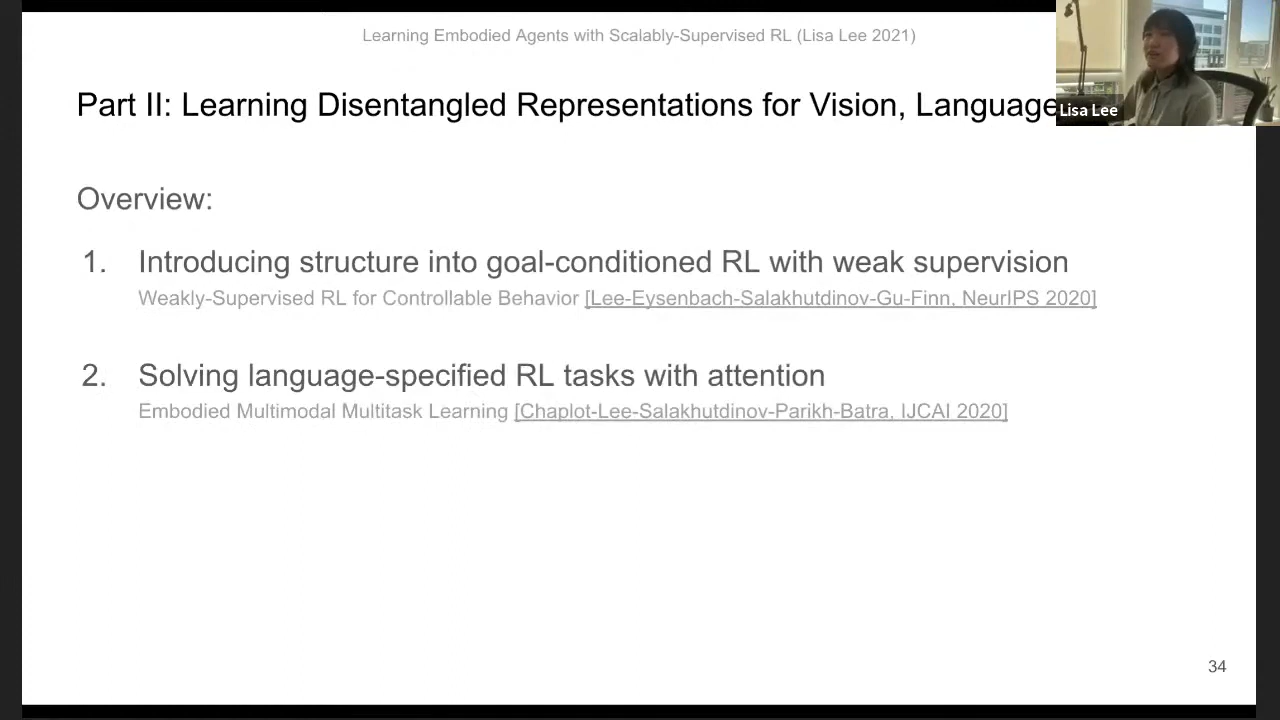 Learning Embodied Agents with Scalably-Supervised RL (Lisa Lee 2021)
Part II: Learning Disentangled Representations for Vision, Language
Lisa Lee
Overview:
1. Introducing structure into goal-conditioned RL with weak supervision
Weakly-Supervised RL for Controllable Behavior [Lee-Eysenbach-Salakhutdinov-Gu-Finn, NeurIPS 2020]
2. Solving language-specified RL tasks with attention
Embodied Multimodal Multitask Learning [Chaplot-Lee-Salakhutdinov-Parikh-Batra, IJCAI 2020]
34